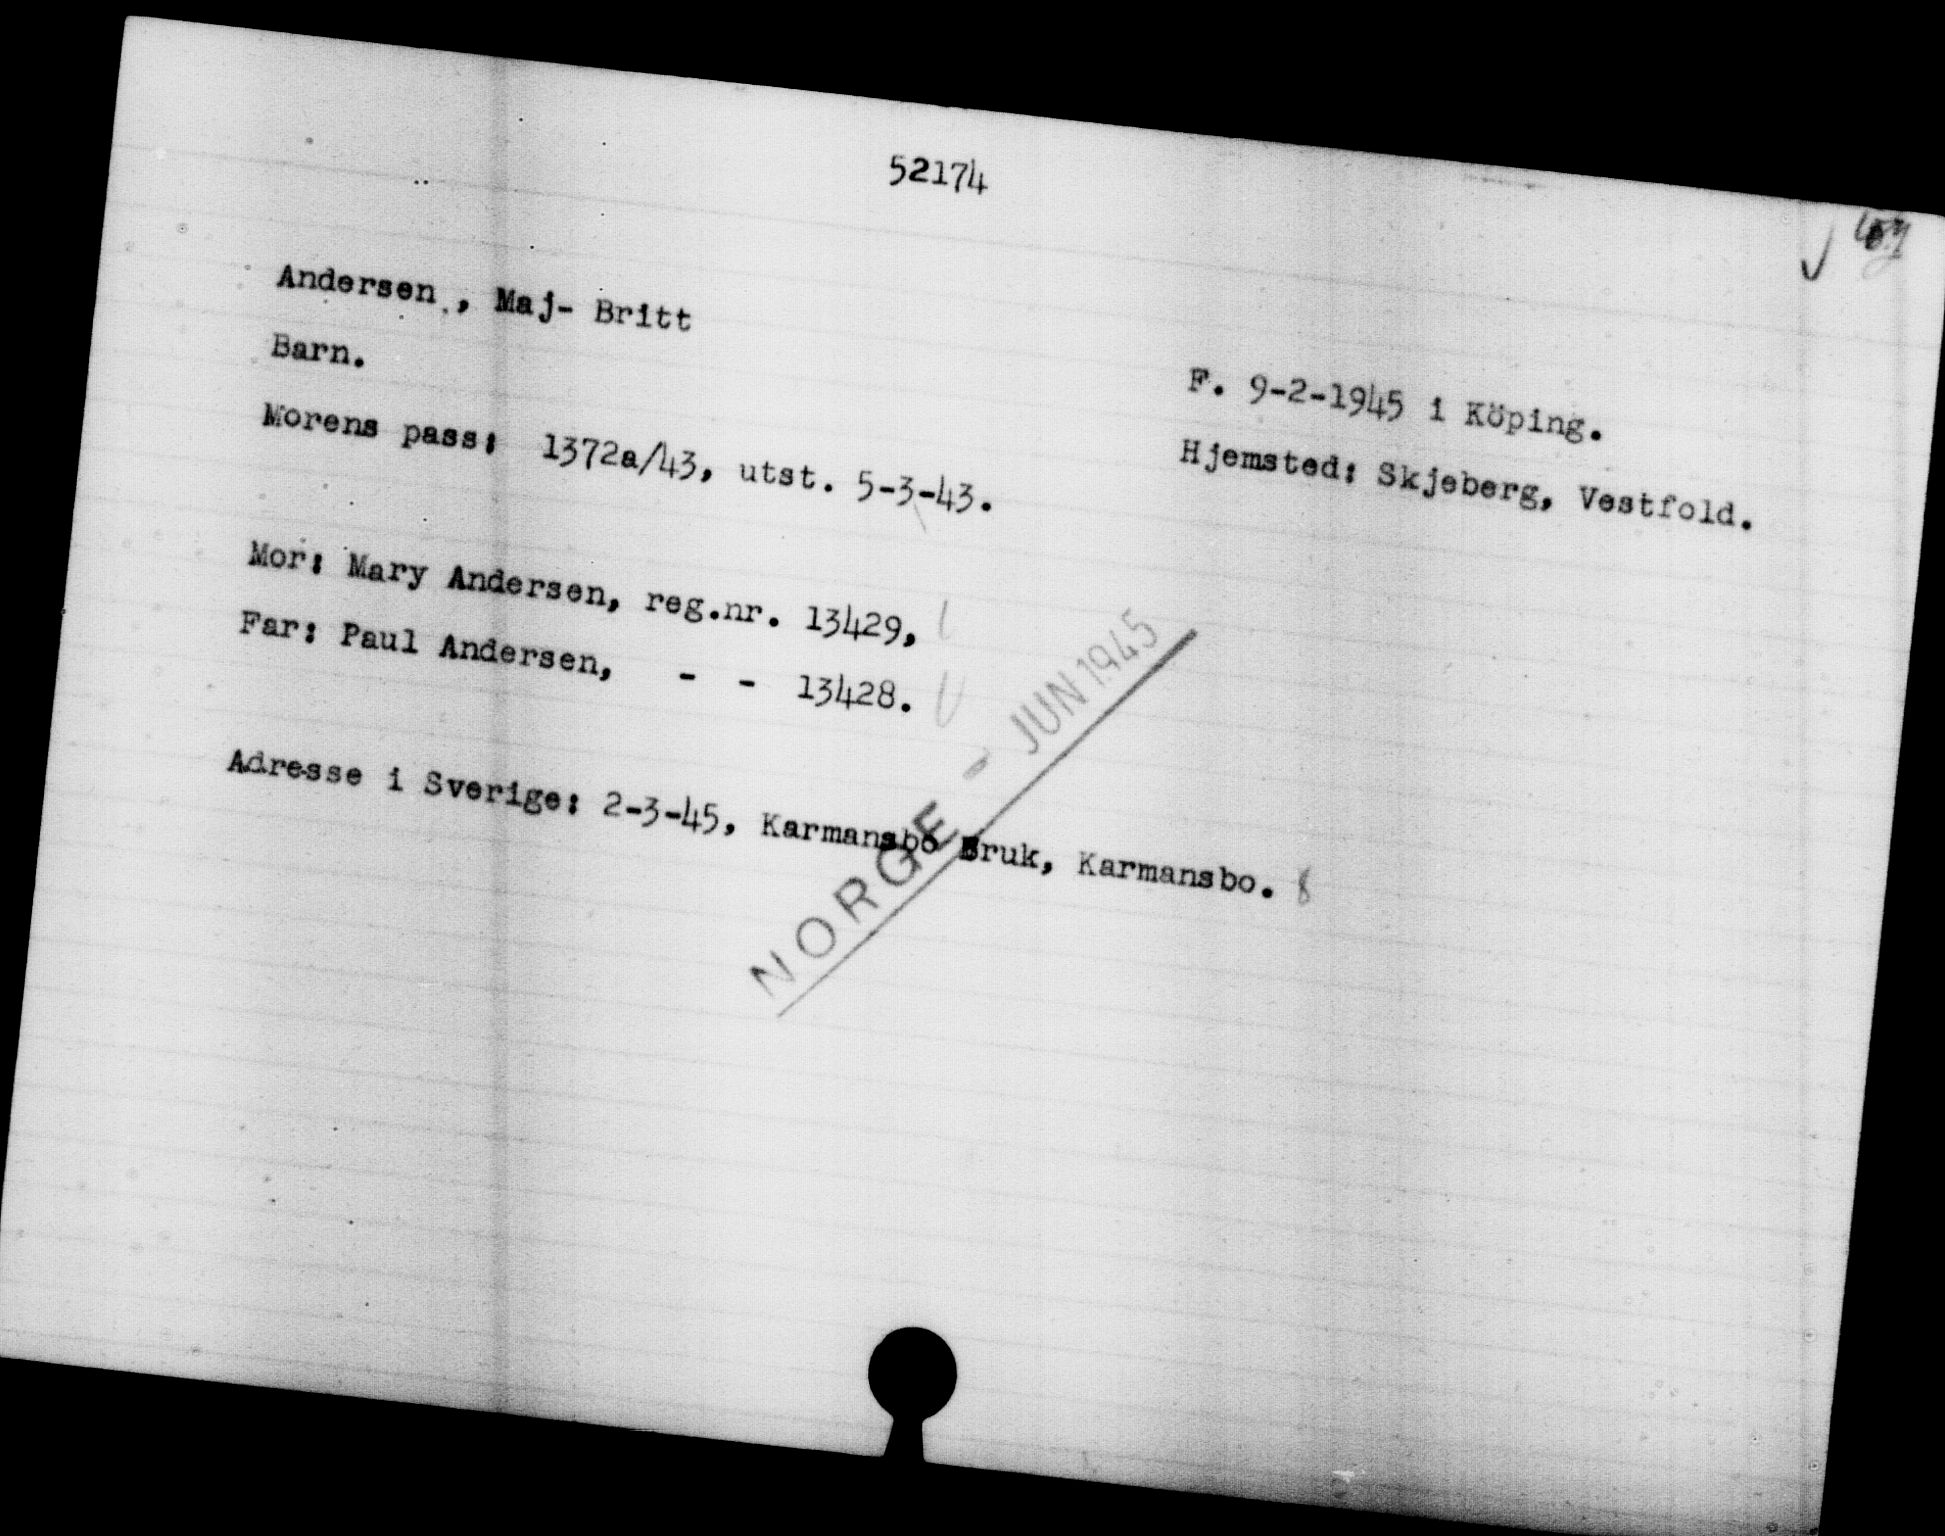 52174
Andersen, Maj- Britt
Barn.
F. 9-2-1945 i Köping.
Morens pass: 1372a/43, utst. 5-3-43.
Hjemsted: Skjeberg, Vestfold.
Mor: Mary Andersen, reg.nr. 13429,
Far: Paul Andersen, - - 13428.
Adresse i Sverige: 2-3-45, Karmansbo Bruk, Karmansbo.
NORGE - JUN 1945